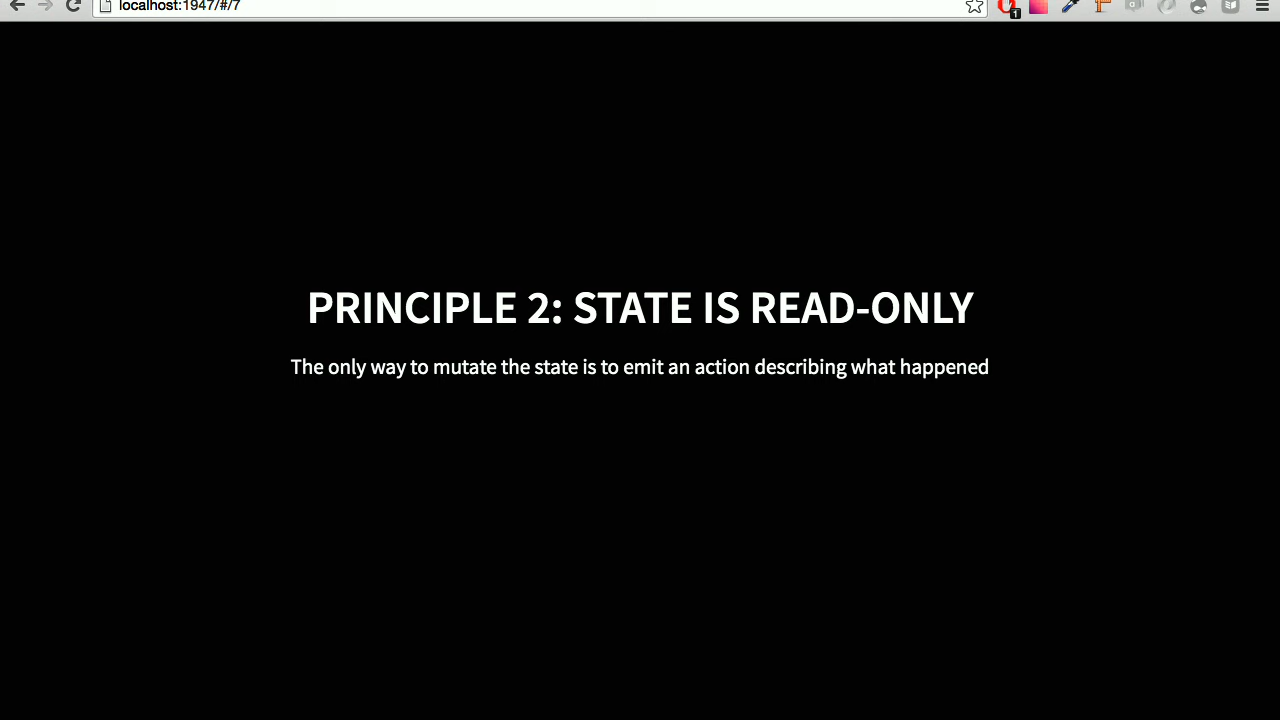 localhost:1947/#/7
1
PRINCIPLE 2: STATE IS READ-ONLY
The only way to mutate the state is to emit an action describing what happened